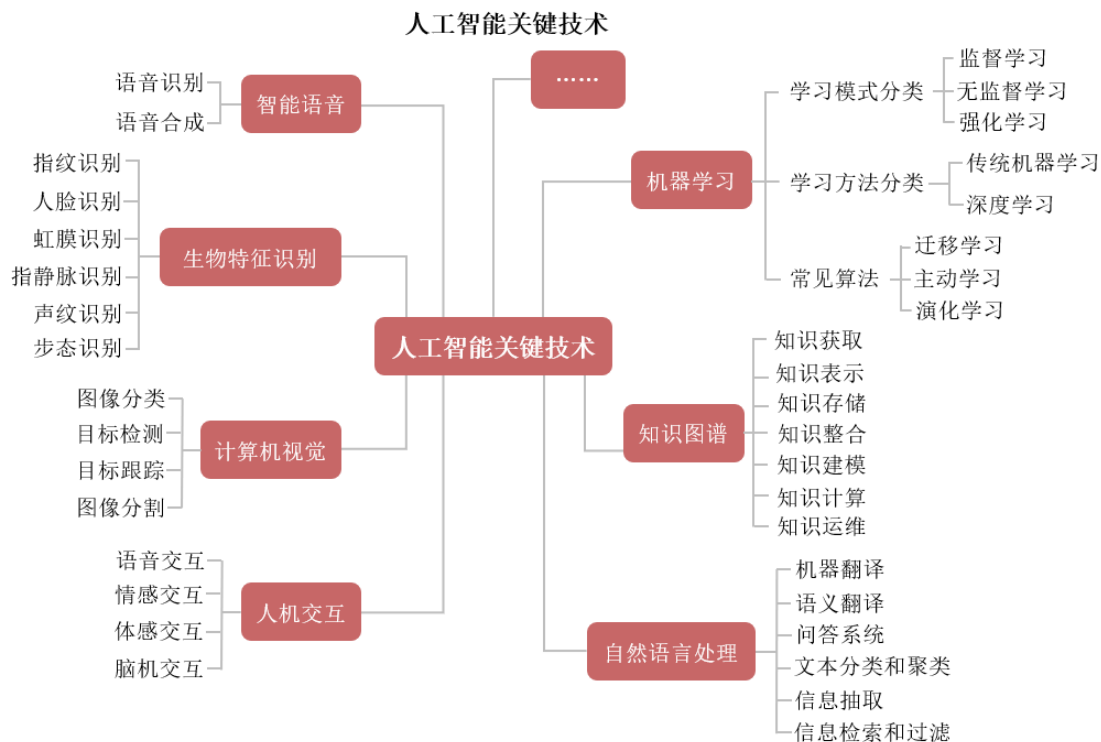 人工智能关键技术
……
智能语音
语音识别
语音合成
生物特征识别
指纹识别
人脸识别
虹膜识别
指静脉识别
声纹识别
步态识别
计算机视觉
图像分类
目标检测
目标跟踪
图像分割
人机交互
语音交互
情感交互
体感交互
脑机交互
人工智能关键技术
机器学习
学习模式分类
监督学习
无监督学习
强化学习
学习方法分类
传统机器学习
深度学习
常见算法
迁移学习
主动学习
演化学习
知识图谱
知识获取
知识表示
知识存储
知识整合
知识建模
知识计算
知识运维
自然语言处理
机器翻译
语义翻译
问答系统
文本分类和聚类
信息抽取
信息检索和过滤